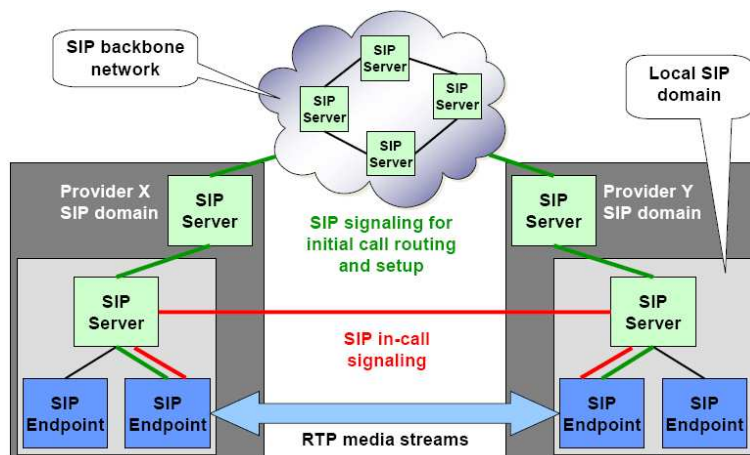 SIP backbone
network
SIP
Server
SIP
Server
SIP
Server
SIP
Server
Local SIP
domain
Provider X
SIP domain
SIP
Server
SIP signaling for
initial call routing
and setup
SIP
Server
Provider Y
SIP domain
SIP
Server
SIP
Server
SIP in-call
signaling
SIP
Endpoint
SIP
Endpoint
SIP
Endpoint
SIP
Endpoint
RTP media streams